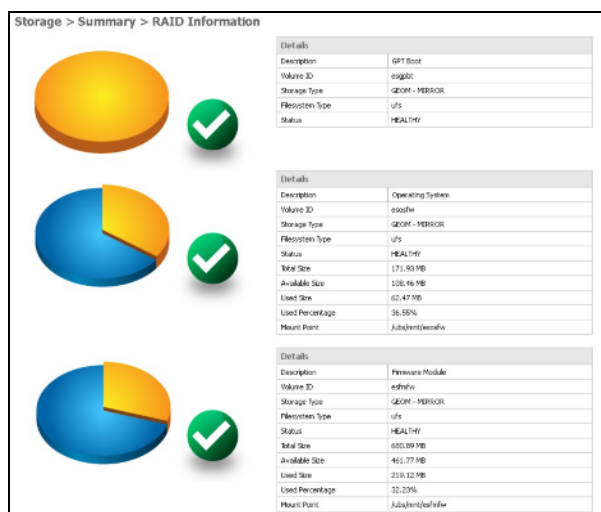 Storage > Summary > RAID Information
Details
Description GPT Boot
Volume ID esgpbt
Storage Type GEOM - MIRROR
Filesystem Type ufs
Status HEALTHY
Details
Description Operating System
Volume ID esosfw
Storage Type GEOM - MIRROR
Filesystem Type ufs
Status HEALTHY
Total Size 171.93 MB
Available Size 108.46 MB
Used Size 62.47 MB
Used Percentage 36.55%
Mount Point /ubs/mnt/esosfw
Details
Description Firmware Module
Volume ID esfmfw
Storage Type GEOM - MIRROR
Filesystem Type ufs
Status HEALTHY
Total Size 680.89 MB
Available Size 461.77 MB
Used Size 219.12 MB
Used Percentage 32.23%
Mount Point /ubs/mnt/esfmfw